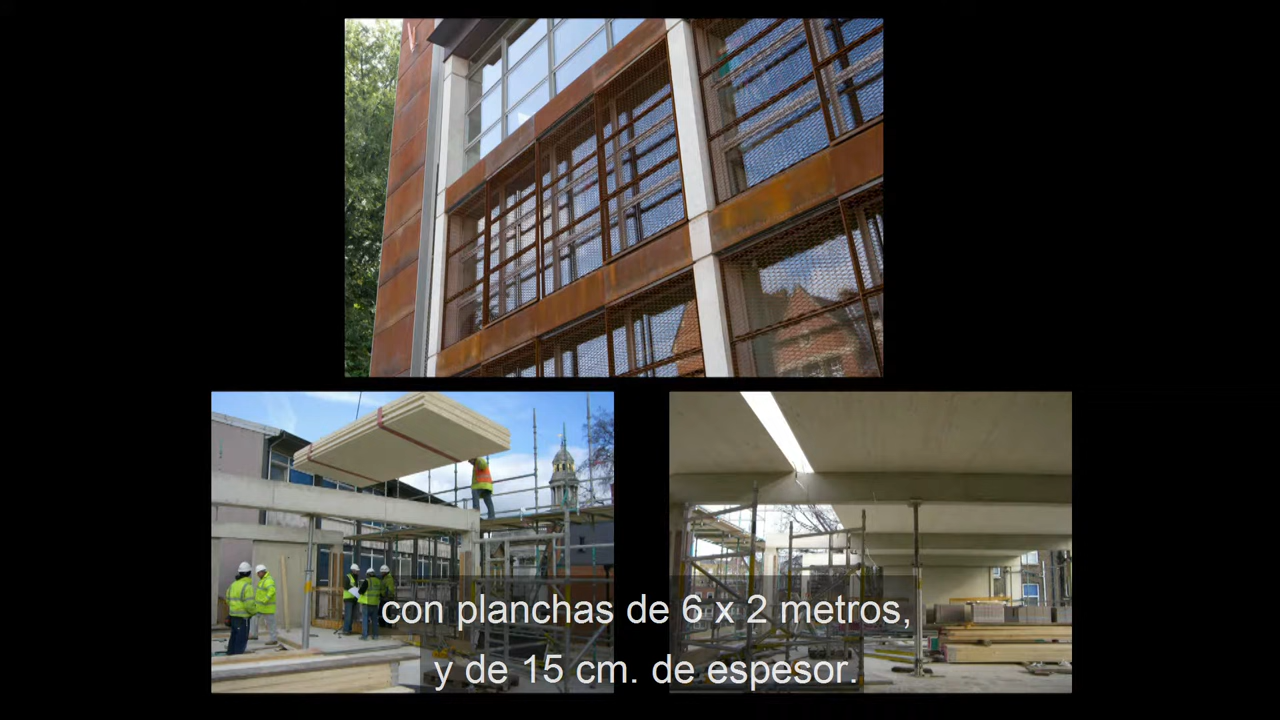 con planchas de 6 x 2 metros,
y de 15 cm. de espesor.